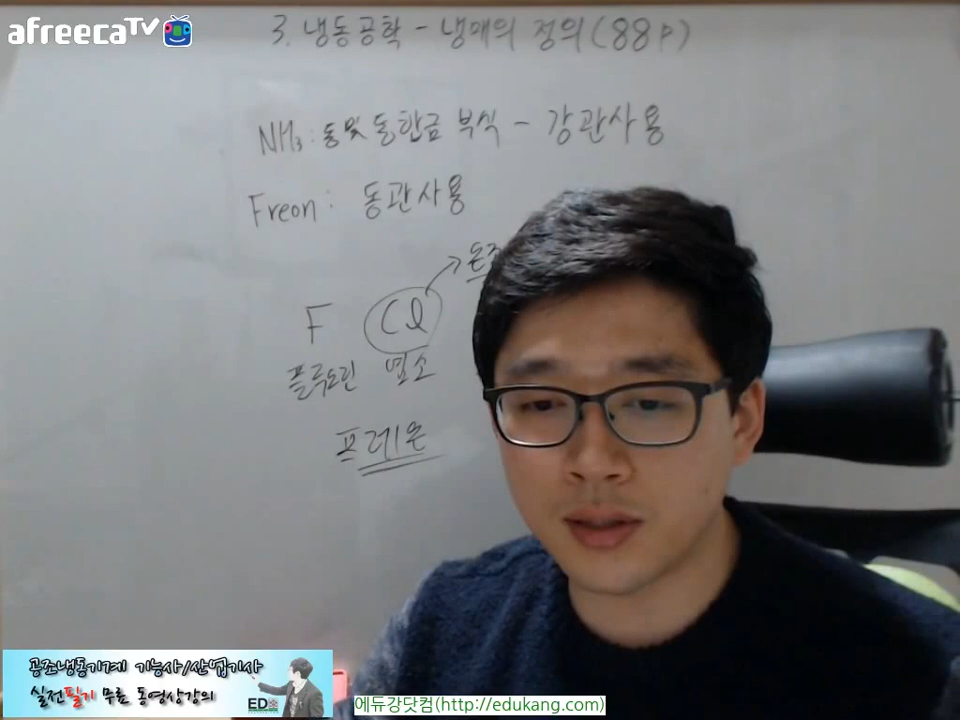 afreecaTV
3. 냉동공학 - 냉매의 정의(88P)
NH3: 동 및 동합금 부식 - 강관사용
Freon: 동관사용
F Cl
플루오린 염소
프레온
공조냉동기계 기능사/산업기사
실전필기 무료 동영상강의
에듀강닷컴(http://edukang.com)